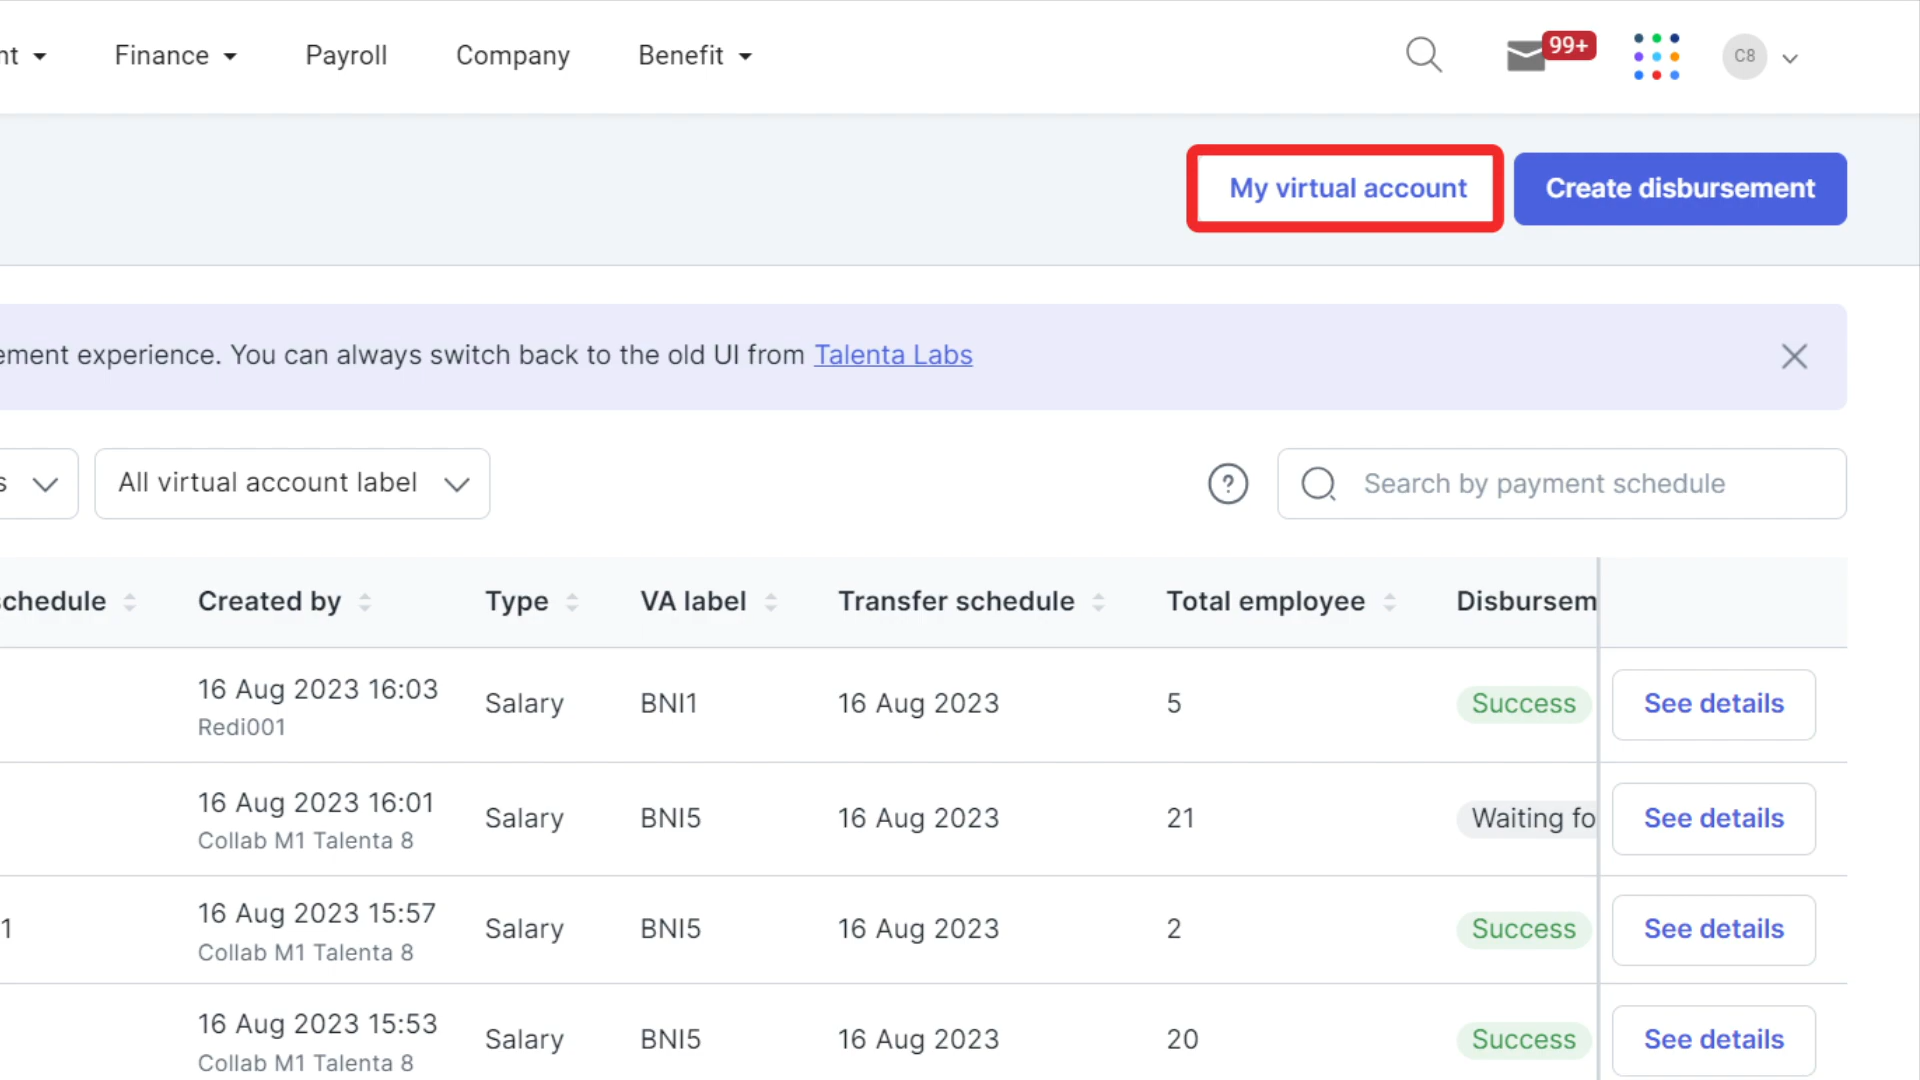 nt Finance Payroll Company Benefit 99+ C8
My virtual account Create disbursement
ement experience. You can always switch back to the old UI from Talenta Labs
s All virtual account label ? Search by payment schedule
schedule Created by Type VA label Transfer schedule Total employee Disbursem
16 Aug 2023 16:03 Salary BNI1 16 Aug 2023 5 Success See details
Redi001
16 Aug 2023 16:01 Salary BNI5 16 Aug 2023 21 Waiting fo See details
Collab M1 Talenta 8
1 16 Aug 2023 15:57 Salary BNI5 16 Aug 2023 2 Success See details
Collab M1 Talenta 8
16 Aug 2023 15:53 Salary BNI5 16 Aug 2023 20 Success See details
Collab M1 Talenta 8